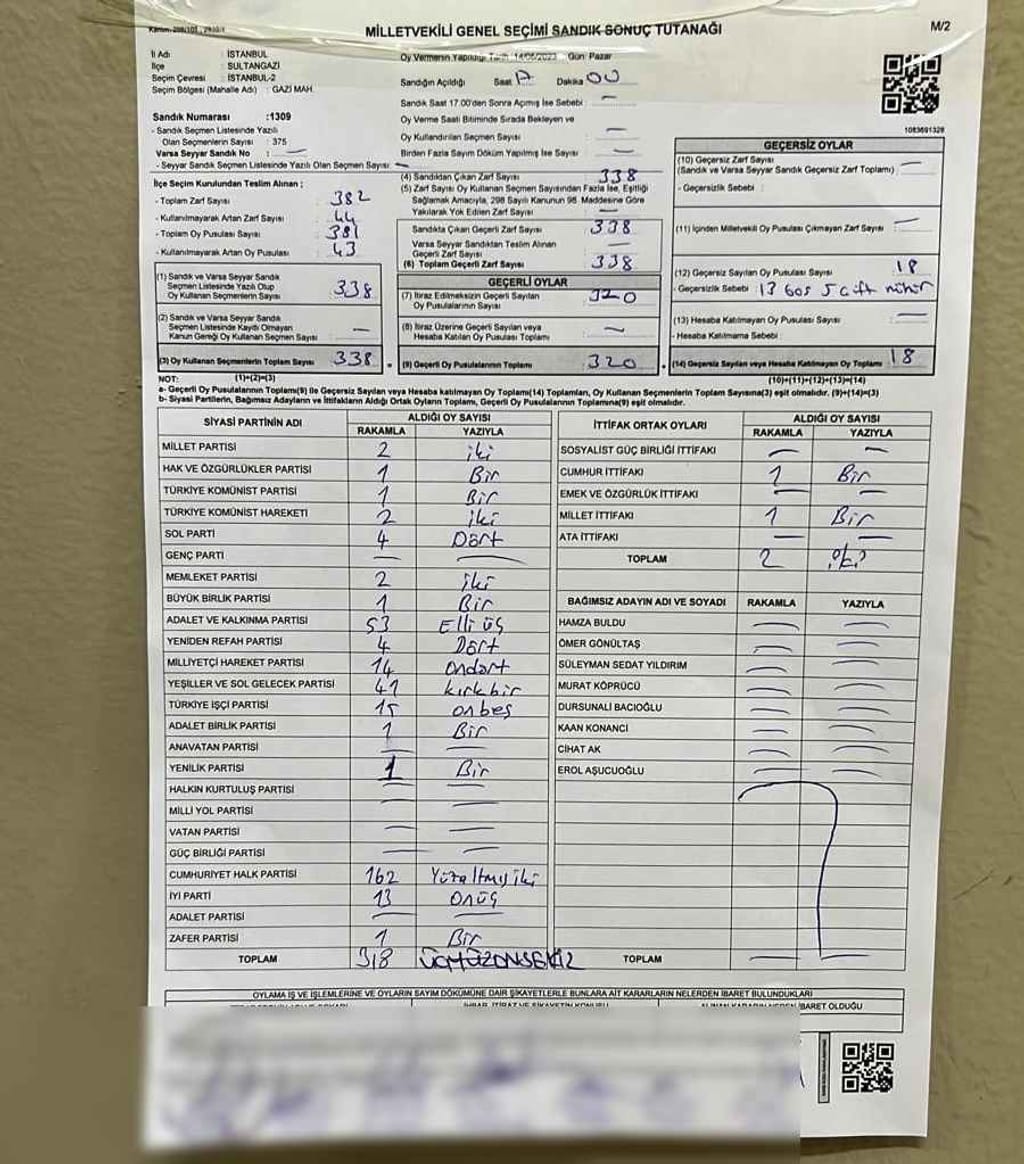 MİLLETVEKİLİ GENEL SEÇİMİ SANDIK SONUÇ TUTANAĞI
M/2
İl Adı : İSTANBUL
İlçe : SULTANGAZİ
Seçim Çevresi : İSTANBUL-2
Seçim Bölgesi (Mahalle Adı) : GAZİ MAH.
Oy Vermenin Yapıldığı Tarih : 14/05/2023 Gün: Pazar
Sandığın Açıldığı Saat Dakika 00
Sandık Saat 17.00'den Sonra Açmış İse Sebebi : —
Oy Verme Saati Bitiminde Sırada Bekleyen ve
Oy Kullandırılan Seçmen Sayısı : —
Birden Fazla Sayım Döküm Yapılmış İse Sayısı : —
1083691328
Sandık Numarası :1309
- Sandık Seçmen Listesinde Yazılı
Olan Seçmenlerin Sayısı : 375
Varsa Seyyar Sandık No : —
- Seyyar Sandık Seçmen Listesinde Yazılı Olan Seçmen Sayısı : —
İlçe Seçim Kurulundan Teslim Alınan :
- Toplam Zarf Sayısı : 382
- Kullanılmayarak Artan Zarf Sayısı : 44
- Toplam Oy Pusulası Sayısı : 381
- Kullanılmayarak Artan Oy Pusulası : 43
(4) Sandıktan Çıkan Zarf Sayısı : 338
(5) Zarf Sayısı Oy Kullanan Seçmen Sayısından Fazla İse, Eşitliği
Sağlamak Amacıyla, 298 Sayılı Kanunun 98. Maddesine Göre
Yakılarak Yok Edilen Zarf Sayısı : —
Sandıkta Çıkan Geçerli Zarf Sayısı : 338
Varsa Seyyar Sandıktan Teslim Alınan
Geçerli Zarf Sayısı : —
(6) Toplam Geçerli Zarf Sayısı : 338
GEÇERSİZ OYLAR
(10) Geçersiz Zarf Sayısı
(Sandık ve Varsa Seyyar Sandık Geçersiz Zarf Toplamı) : —
- Geçersizlik Sebebi :
(11) İçinden Milletvekili Oy Pusulası Çıkmayan Zarf Sayısı : —
(12) Geçersiz Sayılan Oy Pusulası Sayısı : 18
- Geçersizlik Sebebi : 13 boş 5 çift mühür
(13) Hesaba Katılmayan Oy Pusulası Sayısı : —
- Hesaba Katılmama Sebebi :
(14) Geçersiz Sayılan veya Hesaba Katılmayan Oy Toplamı : 18
(10)+(11)+(12)+(13)=(14)
(1) Sandık ve Varsa Seyyar Sandık
Seçmen Listesinde Yazılı Olup
Oy Kullanan Seçmenlerin Sayısı : 338
(2) Sandık ve Varsa Seyyar Sandık
Seçmen Listesinde Kayıtlı Olmayan
Kanun Gereği Oy Kullanan Seçmen Sayısı : —
(3) Oy Kullanan Seçmenlerin Toplam Sayısı : 338
(1)+(2)=(3)
GEÇERLİ OYLAR
(7) İtiraz Edilmeksizin Geçerli Sayılan
Oy Pusulalarının Sayısı : 320
(8) İtiraz Üzerine Geçerli Sayılan veya
Hesaba Katılan Oy Pusulası Toplamı : —
(9) Geçerli Oy Pusulalarının Toplamı : 320
NOT:
a- Geçerli Oy Pusulalarının Toplamı(9) ile Geçersiz Sayılan veya Hesaba katılmayan Oy Toplamı(14) Toplamları, Oy Kullanan Seçmenlerin Toplam Sayısına(3) eşit olmalıdır. (9)+(14)=(3)
b- Siyasi Partilerin, Bağımsız Adayların ve İttifakların Aldığı Ortak Oyların Toplamı, Geçerli Oy Pusulalarının Toplamına(9) eşit olmalıdır.
SİYASİ PARTİNİN ADI ALDIĞI OY SAYISI
RAKAMLA YAZIYLA
MİLLET PARTİSİ 2 iki
HAK VE ÖZGÜRLÜKLER PARTİSİ 1 Bir
TÜRKİYE KOMÜNİST PARTİSİ 1 Bir
TÜRKİYE KOMÜNİST HAREKETİ 2 iki
SOL PARTİ 4 Dört
GENÇ PARTİ — —
MEMLEKET PARTİSİ 2 iki
BÜYÜK BİRLİK PARTİSİ 1 Bir
ADALET VE KALKINMA PARTİSİ 53 Elli üç
YENİDEN REFAH PARTİSİ 4 Dört
MİLLİYETÇİ HAREKET PARTİSİ 14 ondört
YEŞİLLER VE SOL GELECEK PARTİSİ 41 kırkbir
TÜRKİYE İŞÇİ PARTİSİ 15 onbeş
ADALET BİRLİK PARTİSİ 1 Bir
ANAVATAN PARTİSİ — —
YENİLİK PARTİSİ 1 Bir
HALKIN KURTULUŞ PARTİSİ — —
MİLLİ YOL PARTİSİ — —
VATAN PARTİSİ — —
GÜÇ BİRLİĞİ PARTİSİ — —
CUMHURİYET HALK PARTİSİ 162 Yüzaltmışiki
İYİ PARTİ 13 onüç
ADALET PARTİSİ — —
ZAFER PARTİSİ 1 Bir
TOPLAM 318 ÜÇYÜZONSEKİZ
İTTİFAK ORTAK OYLARI ALDIĞI OY SAYISI
RAKAMLA YAZIYLA
SOSYALİST GÜÇ BİRLİĞİ İTTİFAKI — —
CUMHUR İTTİFAKI 1 Bir
EMEK VE ÖZGÜRLÜK İTTİFAKI — —
MİLLET İTTİFAKI 1 Bir
ATA İTTİFAKI — —
TOPLAM 2 iki
BAĞIMSIZ ADAYIN ADI VE SOYADI RAKAMLA YAZIYLA
HAMZA BULDU — —
ÖMER GÖNÜLTAŞ — —
SÜLEYMAN SEDAT YILDIRIM — —
MURAT KÖPRÜCÜ — —
DURSUNALİ BACIOĞLU — —
KAAN KONANCİ — —
CİHAT AK — —
EROL AŞUCUOĞLU — —
TOPLAM — —
OYLAMA İŞ VE İŞLEMLERİNE VE OYLARIN SAYIM DÖKÜMÜNE DAİR ŞİKAYETLERLE BUNLARA AİT KARARLARIN NELERDEN İBARET BULUNDUKLARI